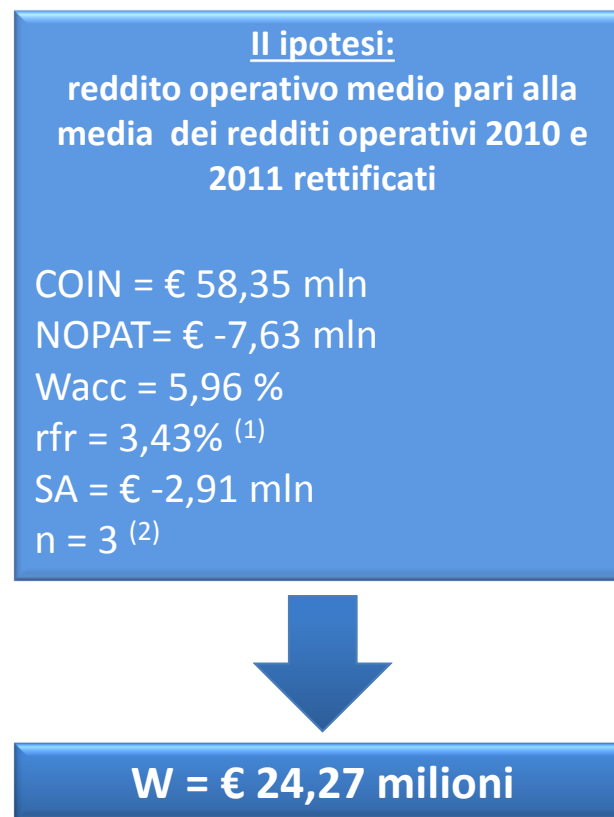 II ipotesi:
reddito operativo medio pari alla
media dei redditi operativi 2010 e
2011 rettificati
COIN = € 58,35 mln
NOPAT= € -7,63 mln
Wacc = 5,96 %
rfr = 3,43% (1)
SA = € -2,91 mln
n = 3 (2)
W = € 24,27 milioni